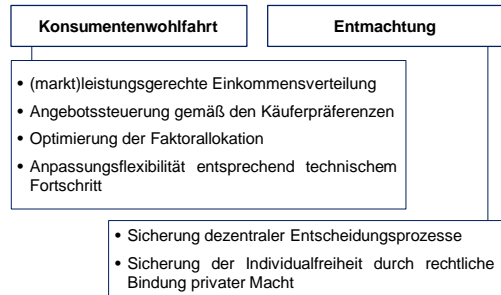 Konsumentenwohlfahrt
Entmachtung
• (markt)leistungsgerechte Einkommensverteilung
• Angebotssteuerung gemäß den Käuferpräferenzen
• Optimierung der Faktorallokation
• Anpassungsflexibilität entsprechend technischem
Fortschritt
• Sicherung dezentraler Entscheidungsprozesse
• Sicherung der Individualfreiheit durch rechtliche
Bindung privater Macht